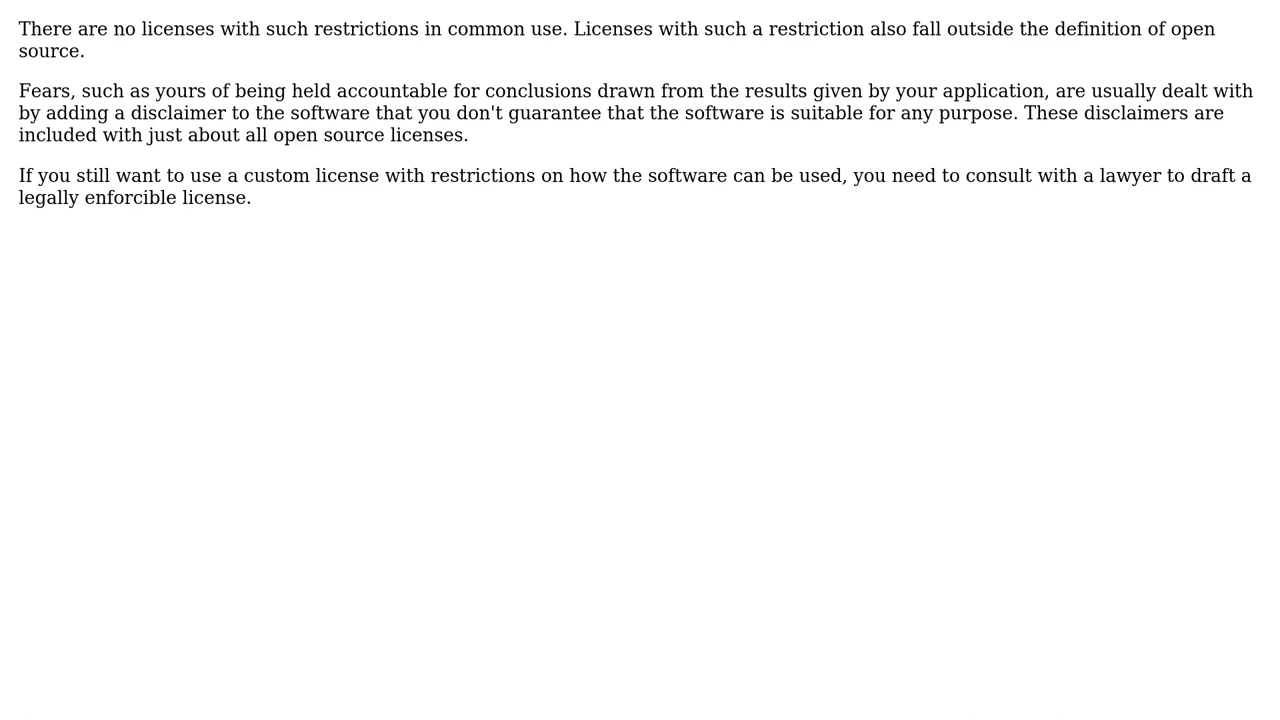 There are no licenses with such restrictions in common use. Licenses with such a restriction also fall outside the definition of open
source.
Fears, such as yours of being held accountable for conclusions drawn from the results given by your application, are usually dealt with
by adding a disclaimer to the software that you don't guarantee that the software is suitable for any purpose. These disclaimers are
included with just about all open source licenses.
If you still want to use a custom license with restrictions on how the software can be used, you need to consult with a lawyer to draft a
legally enforcible license.